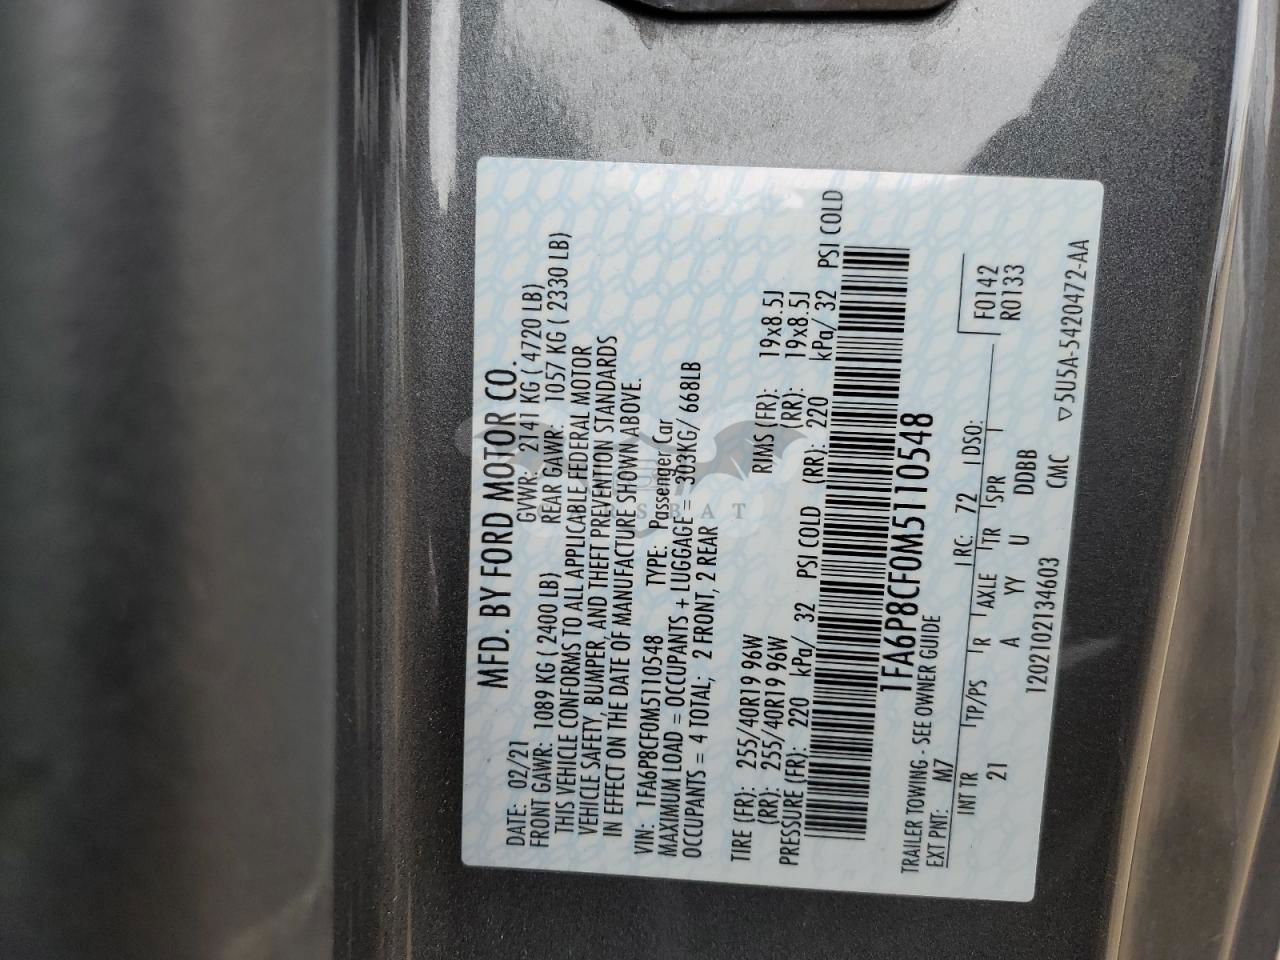 MFD. BY FORD MOTOR CO.
DATE: 02/21 GVWR: 2141 KG ( 4720 LB)
FRONT GAWR: 1089 KG ( 2400 LB) REAR GAWR: 1057 KG ( 2330 LB)
THIS VEHICLE CONFORMS TO ALL APPLICABLE FEDERAL MOTOR
VEHICLE SAFETY, BUMPER, AND THEFT PREVENTION STANDARDS
IN EFFECT ON THE DATE OF MANUFACTURE SHOWN ABOVE.
VIN: 1FA6P8CF0M5110548 TYPE: Passenger Car
MAXIMUM LOAD = OCCUPANTS + LUGGAGE = 303KG/ 668LB
OCCUPANTS = 4 TOTAL; 2 FRONT, 2 REAR
TIRE (FR): 255/40R19 96W RIMS (FR): 19x8.5J
(RR): 255/40R19 96W (RR): 19x8.5J
PRESSURE (FR): 220 kPa/ 32 PSI COLD (RR): 220 kPa/ 32 PSI COLD
1FA6P8CF0M5110548
TRAILER TOWING - SEE OWNER GUIDE
EXT PNT: M7 RC: 72 DSO: F0142
INT TR TP/PS R AXLE TR SPR R0133
21 A YY U DDBB
12021021 34603 CMC ▽5U5A-5420472-AA